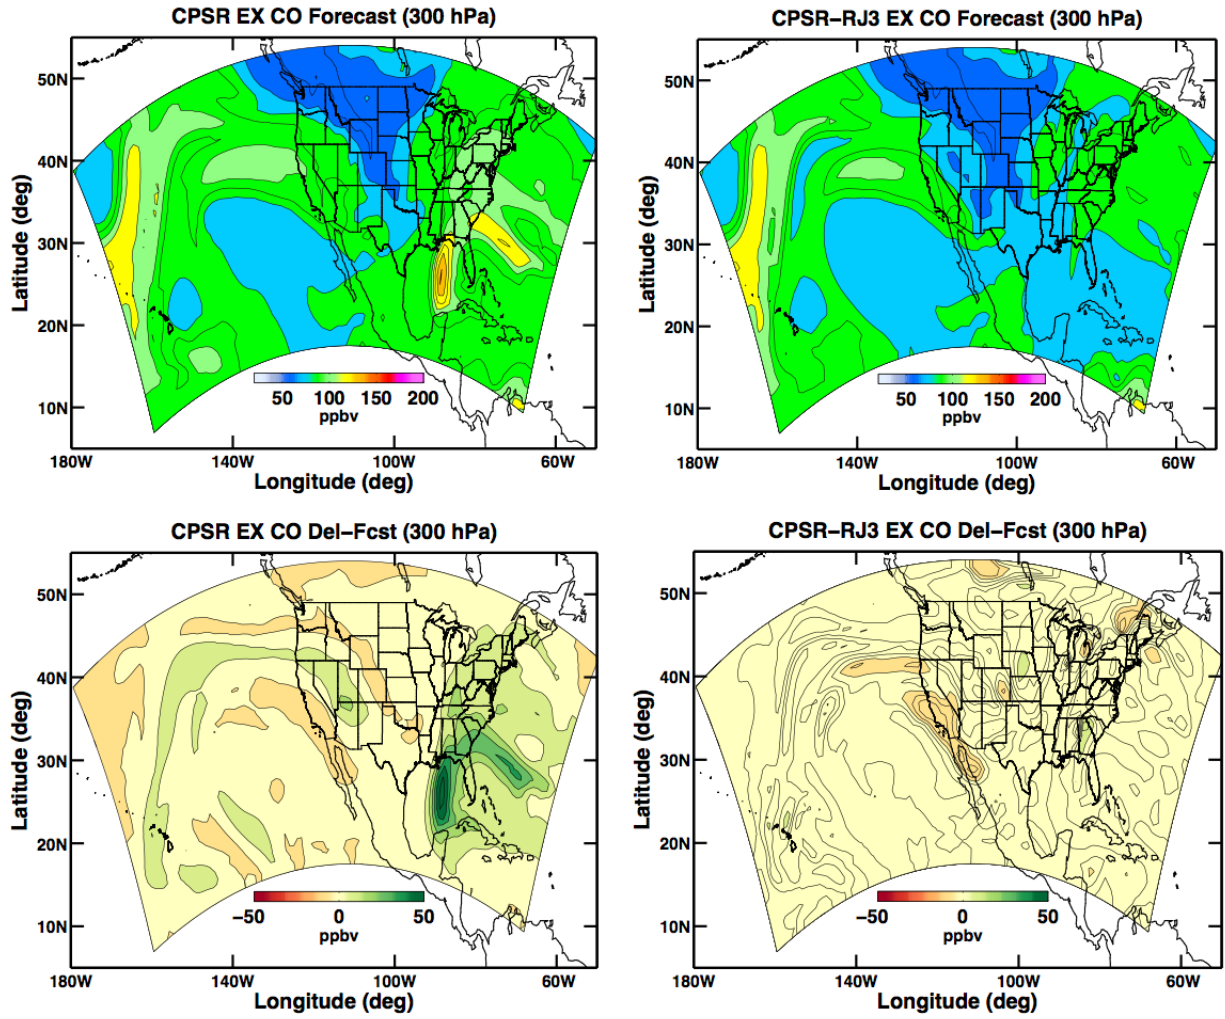 CPSR EX CO Forecast (300 hPa)
50N
40N
30N
20N
10N
Latitude (deg)
50 100 150 200
ppbv
180W 140W 100W 60W
Longitude (deg)
CPSR−RJ3 EX CO Forecast (300 hPa)
50N
40N
30N
20N
10N
Latitude (deg)
50 100 150 200
ppbv
180W 140W 100W 60W
Longitude (deg)
CPSR EX CO Del−Fcst (300 hPa)
50N
40N
30N
20N
10N
Latitude (deg)
−50 0 50
ppbv
180W 140W 100W 60W
Longitude (deg)
CPSR−RJ3 EX CO Del−Fcst (300 hPa)
50N
40N
30N
20N
10N
Latitude (deg)
−50 0 50
ppbv
180W 140W 100W 60W
Longitude (deg)